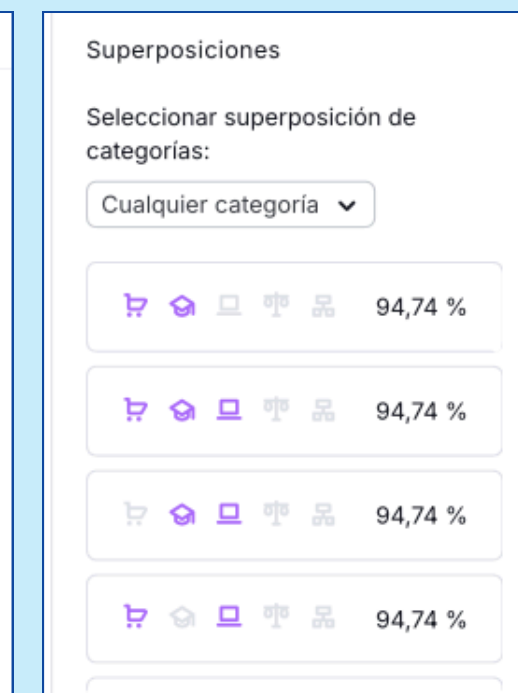 Superposiciones
Seleccionar superposición de
categorías:
Cualquier categoría
94,74 %
94,74 %
94,74 %
94,74 %